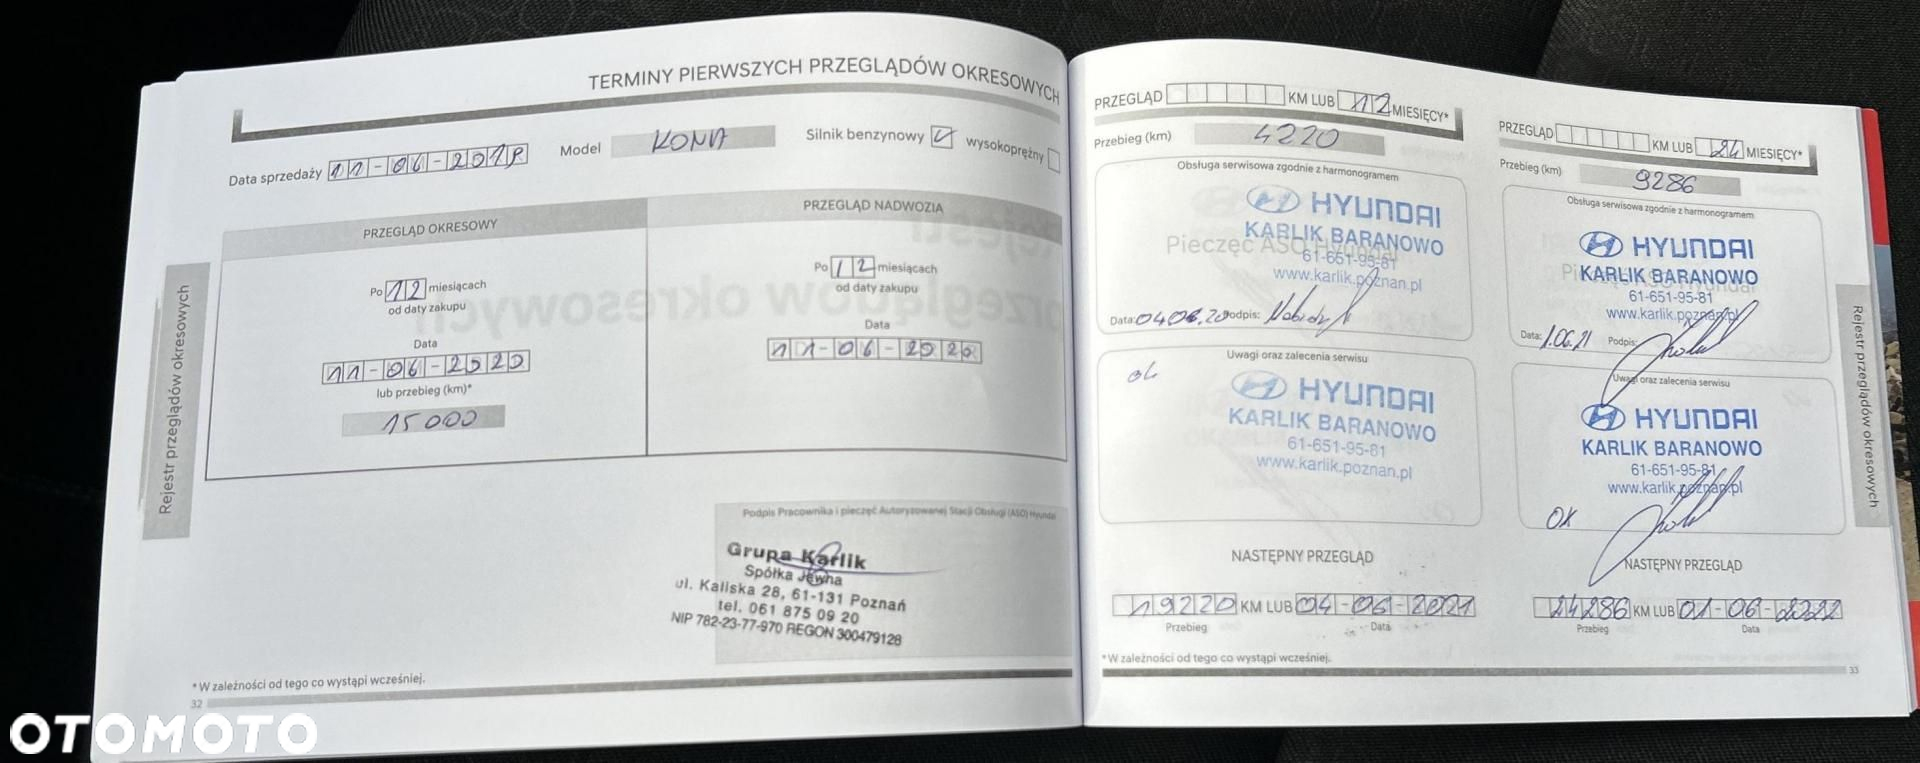 TERMINY PIERWSZYCH PRZEGLĄDÓW OKRESOWYCH
Data sprzedaży 11-06-2019 Model KONA Silnik benzynowy wysokoprężny
PRZEGLĄD OKRESOWY
Po 12 miesiącach
od daty zakupu
Data
11-06-2020
lub przebieg (km)*
15 000
PRZEGLĄD NADWOZIA
Po 12 miesiącach
od daty zakupu
Data
11-06-2020
Podpis Pracownika i pieczęć Autoryzowanej Stacji Obsługi (ASO) Hyundai
Grupa Karlik
Spółka Jawna
ul. Kaliska 28, 61-131 Poznań
tel. 061 875 09 20
NIP 782-23-77-970 REGON 300479128
* W zależności od tego co wystąpi wcześniej.
32
Rejestr przeglądów okresowych
PRZEGLĄD KM LUB 12 MIESIĘCY*
Przebieg (km) 4220
Obsługa serwisowa zgodnie z harmonogramem
Pieczęć ASO Hyundai
HYUNDAI
KARLIK BARANOWO
61-651-95-81
www.karlik.poznan.pl
Data: 04.06.20 Podpis:
Uwagi oraz zalecenia serwisu
ok
HYUNDAI
KARLIK BARANOWO
61-651-95-81
www.karlik.poznan.pl
NASTĘPNY PRZEGLĄD
19220 KM LUB 04-06-2021
Przebieg Data
* W zależności od tego co wystąpi wcześniej.
PRZEGLĄD KM LUB 24 MIESIĘCY*
Przebieg (km) 9286
Obsługa serwisowa zgodnie z harmonogramem
Pieczęć ASO Hyundai
HYUNDAI
KARLIK BARANOWO
61-651-95-81
www.karlik.poznan.pl
Data: 1.06.21 Podpis:
Uwagi oraz zalecenia serwisu
HYUNDAI
KARLIK BARANOWO
61-651-95-81
www.karlik.poznan.pl
OK
NASTĘPNY PRZEGLĄD
24286 KM LUB 01-06-2022
Przebieg Data
33
Rejestr przeglądów okresowych
OTOMOTO